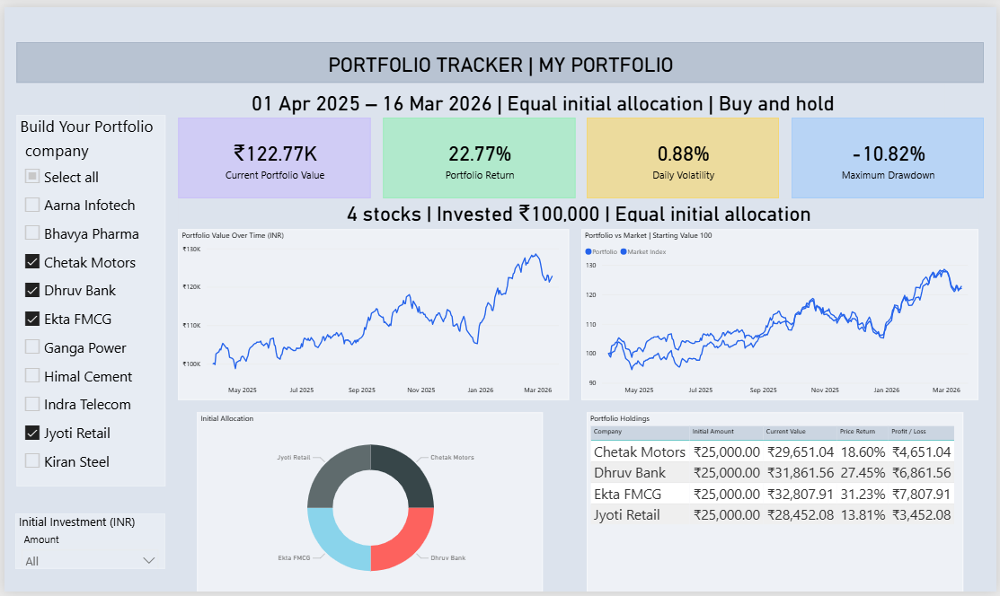 PORTFOLIO TRACKER | MY PORTFOLIO
01 Apr 2025 – 16 Mar 2026 | Equal initial allocation | Buy and hold
Build Your Portfolio
company
Select all
Aarna Infotech
Bhavya Pharma
Chetak Motors
Dhruv Bank
Ekta FMCG
Ganga Power
Himal Cement
Indra Telecom
Jyoti Retail
Kiran Steel
Initial Investment (INR)
Amount
All
₹122.77K
Current Portfolio Value
22.77%
Portfolio Return
0.88%
Daily Volatility
-10.82%
Maximum Drawdown
4 stocks | Invested ₹100,000 | Equal initial allocation
Portfolio Value Over Time (INR)
₹130K
₹120K
₹110K
₹100K
May 2025 Jul 2025 Sep 2025 Nov 2025 Jan 2026 Mar 2026
Portfolio vs Market | Starting Value 100
Portfolio Market Index
130
120
110
100
90
May 2025 Jul 2025 Sep 2025 Nov 2025 Jan 2026 Mar 2026
Initial Allocation
Jyoti Retail Chetak Motors
Ekta FMCG Dhruv Bank
Portfolio Holdings
Company Initial Amount Current Value Price Return Profit / Loss
Chetak Motors ₹25,000.00 ₹29,651.04 18.60% ₹4,651.04
Dhruv Bank ₹25,000.00 ₹31,861.56 27.45% ₹6,861.56
Ekta FMCG ₹25,000.00 ₹32,807.91 31.23% ₹7,807.91
Jyoti Retail ₹25,000.00 ₹28,452.08 13.81% ₹3,452.08